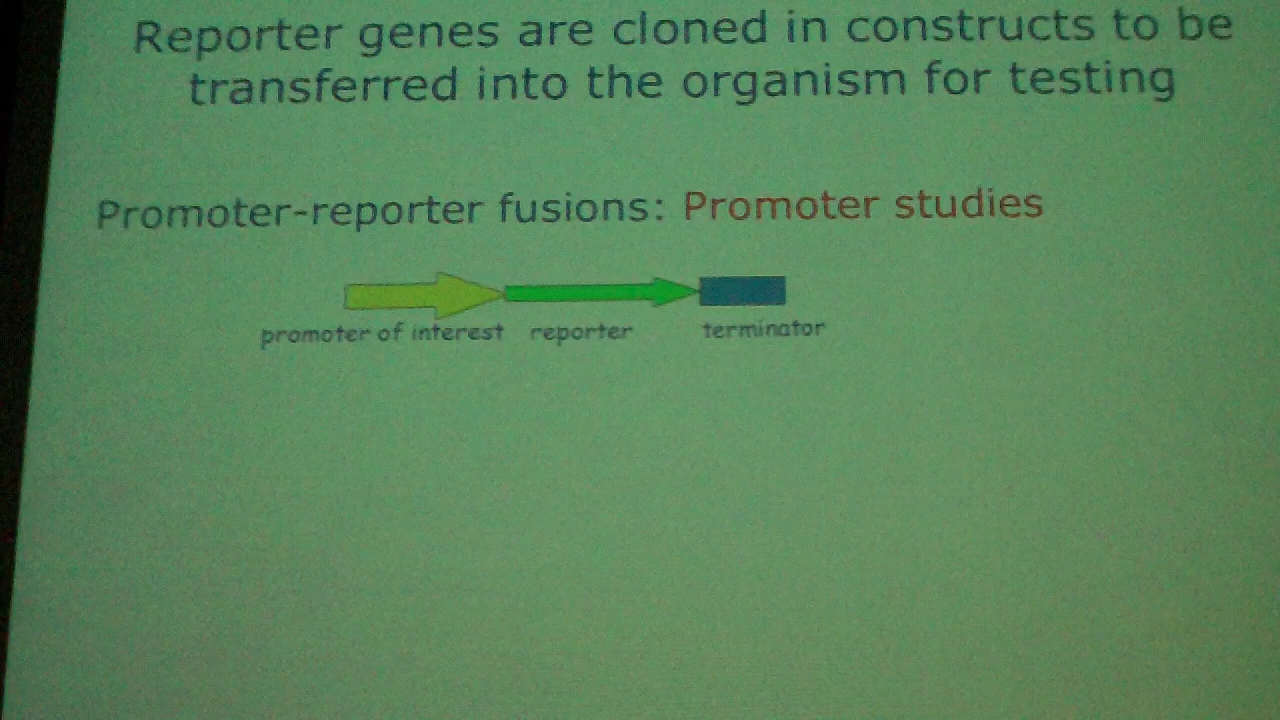 Reporter genes are cloned in constructs to be
transferred into the organism for testing
Promoter-reporter fusions: Promoter studies
promoter of interest reporter terminator